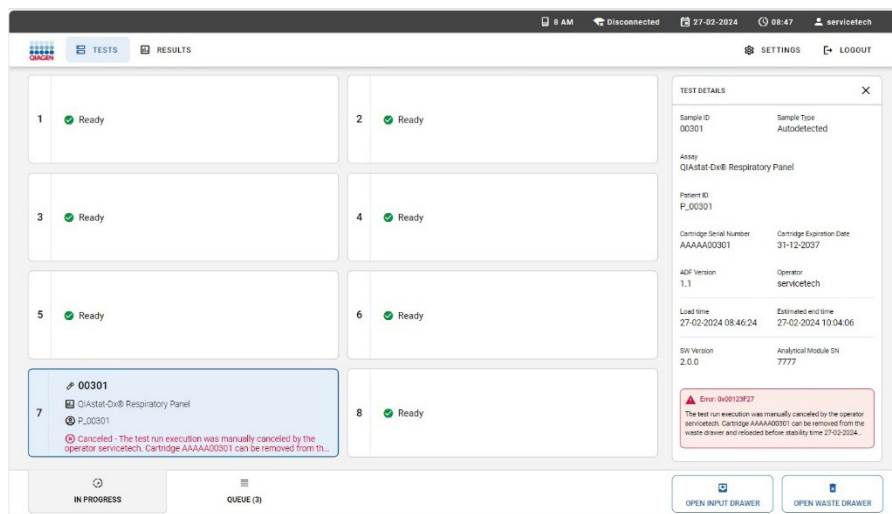 8 AM Disconnected 27-02-2024 08:47 servicetech
QIAGEN TESTS RESULTS SETTINGS LOGOUT
1 Ready
2 Ready
3 Ready
4 Ready
5 Ready
6 Ready
7
00301
QIAstat-Dx® Respiratory Panel
P_00301
Canceled - The test run execution was manually canceled by the
operator servicetech. Cartridge AAAAA00301 can be removed from th...
8 Ready
TEST DETAILS
Sample ID Sample Type
00301 Autodetected
Assay
QIAstat-Dx® Respiratory Panel
Patient ID
P_00301
Cartridge Serial Number Cartridge Expiration Date
AAAAA00301 31-12-2037
ADF Version Operator
1.1 servicetech
Load time Estimated end time
27-02-2024 08:46:24 27-02-2024 10:04:06
SW Version Analytical Module SN
2.0.0 7777
Error: 0x00123F27
The test run execution was manually canceled by the operator
servicetech. Cartridge AAAAA00301 can be removed from the
waste drawer and reloaded before stability time 27-02-2024...
IN PROGRESS
QUEUE (3)
OPEN INPUT DRAWER
OPEN WASTE DRAWER